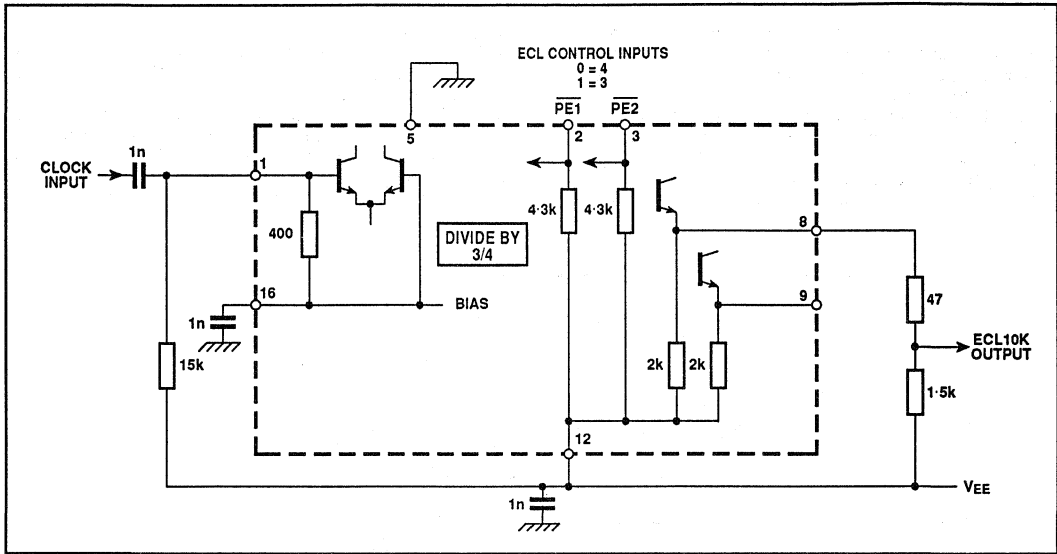 ECL CONTROL INPUTS
0 = 4
1 = 3
PE1 PE2
5 2 3
CLOCK
INPUT
1n
1
400
4·3k 4·3k
DIVIDE BY
3/4
8
16
BIAS
9
1n
15k
2k 2k
47
ECL10K
OUTPUT
1·5k
12
1n
VEE